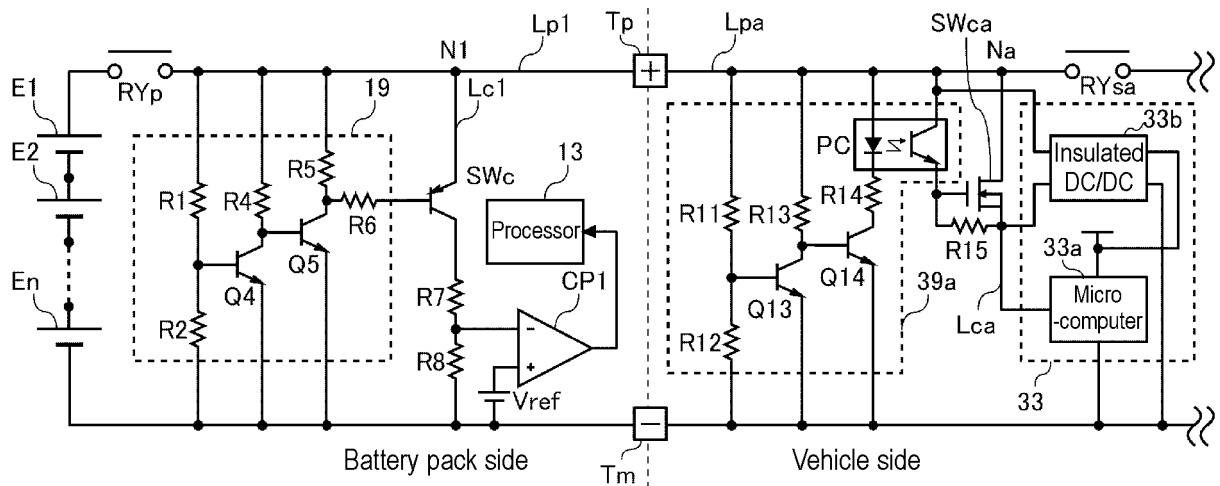 Lp1
Tp
Lpa
SWca
Na
N1
RYp
RYsa
E1
19
Lc1
33b
E2
R5
13
PC
Insulated
DC/DC
R1
R4
SWc
R6
R11
R13
R14
R15
Processor
33a
En
Q5
CP1
Q14
39a
Micro
-computer
Q4
R7
Q13
Lca
R2
−
R12
R8
+
Vref
33
+
−
Battery pack side
Tm
Vehicle side